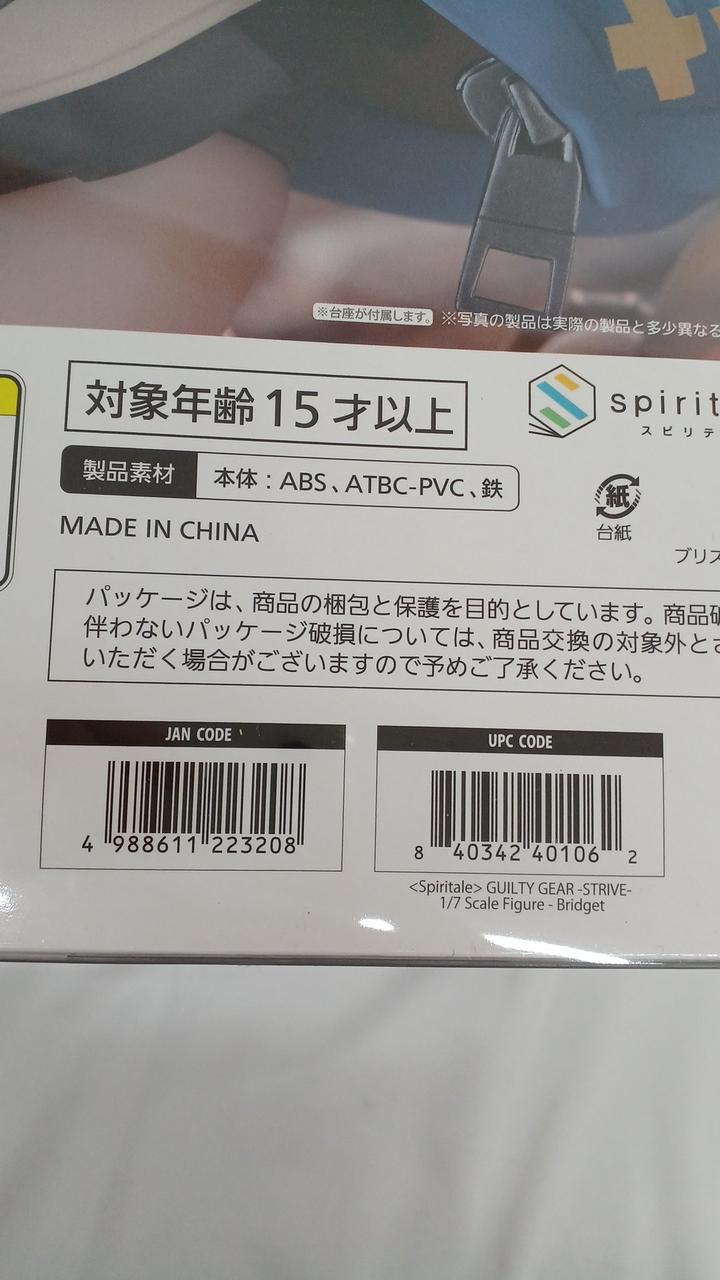 ※台座が付属します。 ※写真の製品は実際の製品と多少異なる
対象年齢15才以上
spirit
スピリテ
製品素材 本体：ABS、ATBC-PVC、鉄
紙
台紙
MADE IN CHINA
ブリス
パッケージは、商品の梱包と保護を目的としています。商品破
伴わないパッケージ破損については、商品交換の対象外とさ
いただく場合がございますので予めご了承ください。
JAN CODE
4 988611 223208
UPC CODE
8 40342 40106 2
<Spiritale> GUILTY GEAR -STRIVE-
1/7 Scale Figure - Bridget